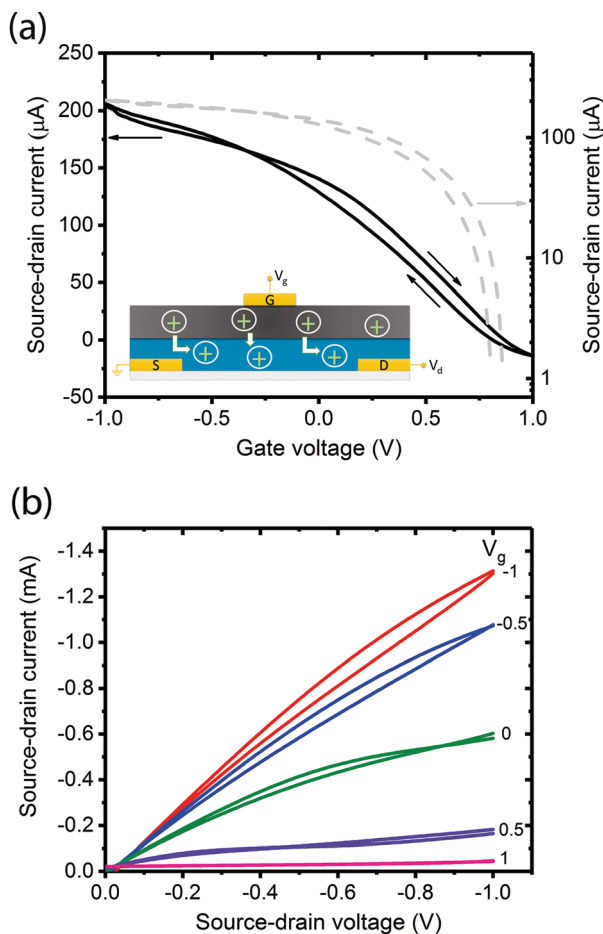 (a)
250
200
150
100
50
0
-50
Source-drain current (μA)
100
10
1
Source-drain current (μA)
Vg
G
S
D
Vd
-1.0 -0.5 0.0 0.5 1.0
Gate voltage (V)
(b)
-1.4
-1.2
-1.0
-0.8
-0.6
-0.4
-0.2
0.0
Source-drain current (mA)
Vg
-1
-0.5
0
0.5
1
0.0 -0.2 -0.4 -0.6 -0.8 -1.0
Source-drain voltage (V)